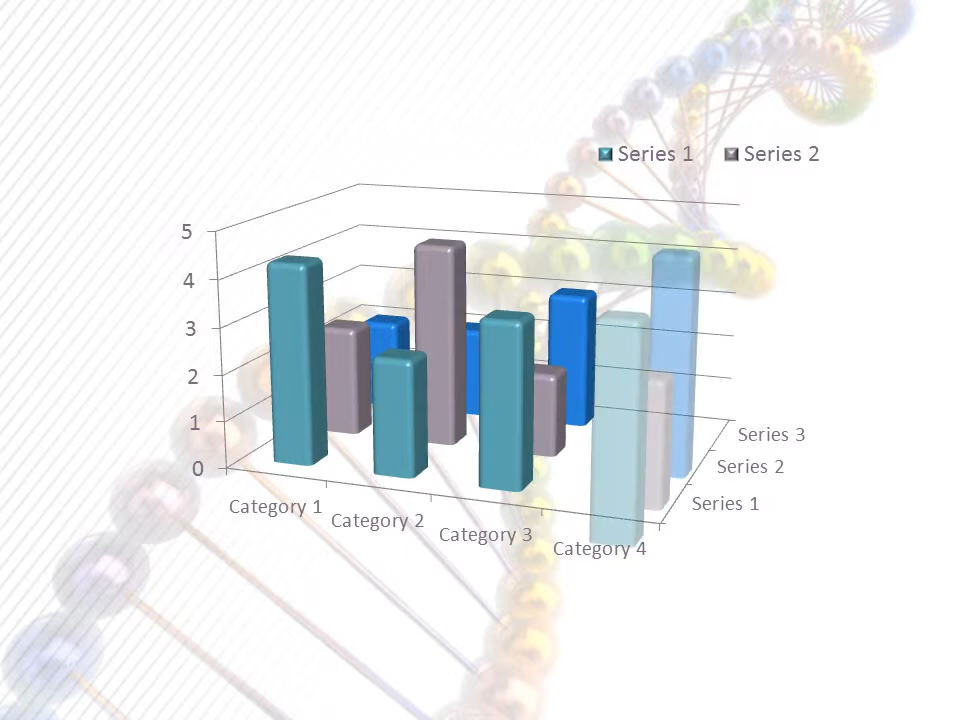 Series 1 Series 2
5
4
3
2
1
0
Category 1
Category 2
Category 3
Category 4
Series 3
Series 2
Series 1